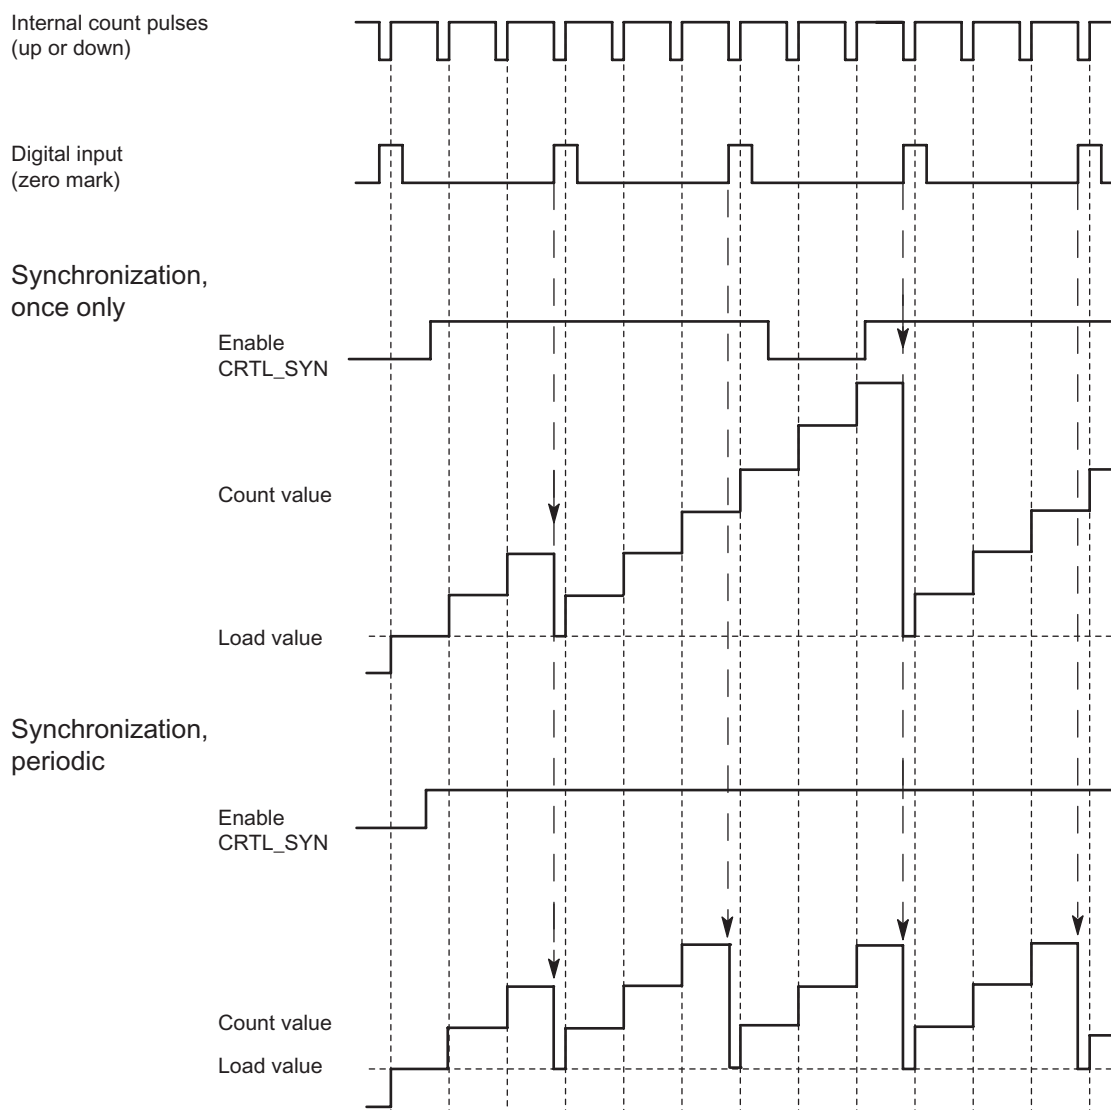 Internal count pulses
(up or down)
Digital input
(zero mark)
Synchronization,
once only
Enable
CRTL_SYN
Count value
Load value
Synchronization,
periodic
Enable
CRTL_SYN
Count value
Load value